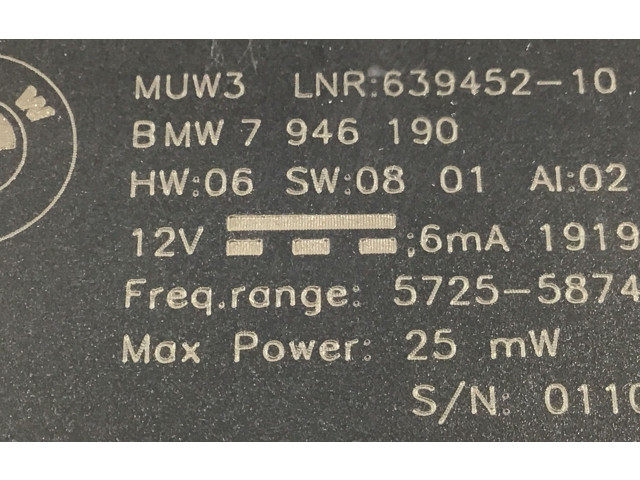 W
MUW3 LNR:639452-10
BMW 7 946 190
HW:06 SW:08 01 AI:02
12V ;6mA 1919
Freq.range: 5725-5874
Max Power: 25 mW
S/N: 0110